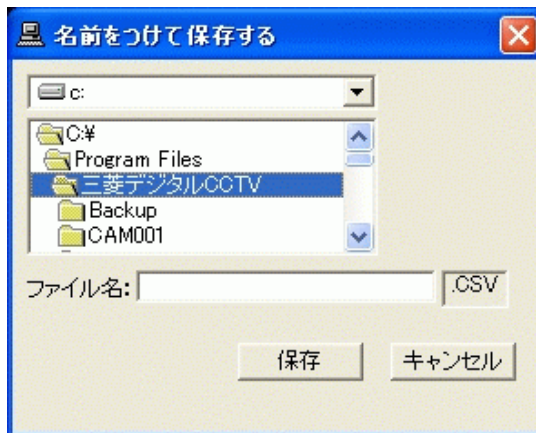 名前をつけて保存する
c:
C:¥
Program Files
三菱デジタルCCTV
Backup
CAM001
ファイル名: .CSV
保存 キャンセル